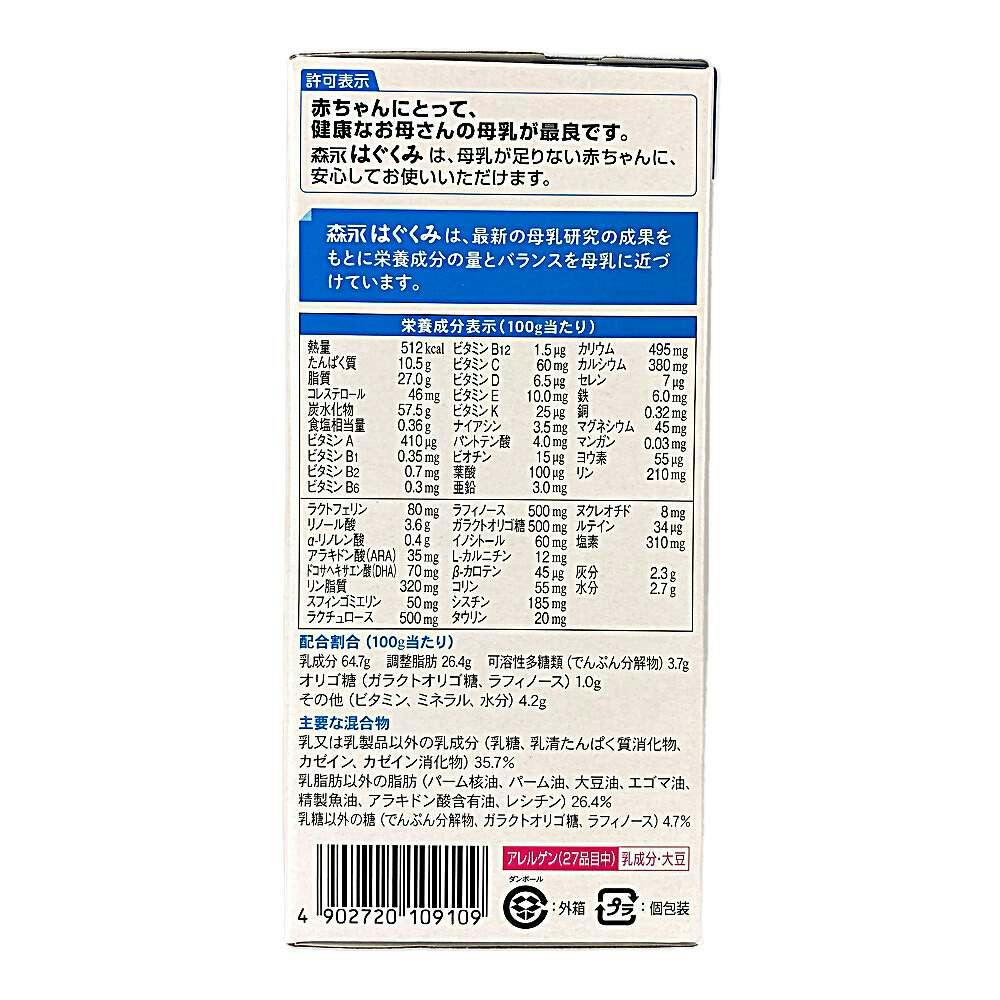 許可表示
赤ちゃんにとって、
健康なお母さんの母乳が最良です。
森永はぐくみ は、母乳が足りない赤ちゃんに、
安心してお使いいただけます。
森永はぐくみ は、最新の母乳研究の成果を
もとに栄養成分の量とバランスを母乳に近づ
けています。
栄養成分表示(100g当たり)
熱量 512kcal ビタミン B12 1.5μg カリウム 495mg
たんぱく質 10.5g ビタミン C 60mg カルシウム 380mg
脂質 27.0g ビタミン D 6.5μg セレン 7μg
コレステロール 46mg ビタミン E 10.0mg 鉄 6.0mg
炭水化物 57.5g ビタミン K 25μg 銅 0.32mg
食塩相当量 0.36g ナイアシン 3.5mg マグネシウム 45mg
ビタミン A 410μg パントテン酸 4.0mg マンガン 0.03mg
ビタミン B1 0.35mg ビオチン 15μg ヨウ素 55μg
ビタミン B2 0.7mg 葉酸 100μg リン 210mg
ビタミン B6 0.3mg 亜鉛 3.0mg
ラクトフェリン 80mg ラフィノース 500mg ヌクレオチド 8mg
リノール酸 3.6g ガラクトオリゴ糖 500mg ルテイン 34μg
α-リノレン酸 0.4g イノシトール 60mg 塩素 310mg
アラキドン酸(ARA) 35mg L-カルニチン 12mg
ドコサヘキサエン酸(DHA) 70mg β-カロテン 45μg 灰分 2.3g
リン脂質 320mg コリン 55mg 水分 2.7g
スフィンゴミエリン 50mg シスチン 185mg
ラクチュロース 500mg タウリン 20mg
配合割合(100g当たり)
乳成分 64.7g 調整脂肪 26.4g 可溶性多糖類(でんぷん分解物) 3.7g
オリゴ糖(ガラクトオリゴ糖、ラフィノース) 1.0g
その他(ビタミン、ミネラル、水分) 4.2g
主要な混合物
乳又は乳製品以外の乳成分(乳糖、乳清たんぱく質消化物、
カゼイン、カゼイン消化物) 35.7%
乳脂肪以外の脂肪(パーム核油、パーム油、大豆油、エゴマ油、
精製魚油、アラキドン酸含有油、レシチン) 26.4%
乳糖以外の糖(でんぷん分解物、ガラクトオリゴ糖、ラフィノース) 4.7%
アレルゲン(27品目中) 乳成分・大豆
ダンボール
:外箱 プラ :個包装
4 902720 109109